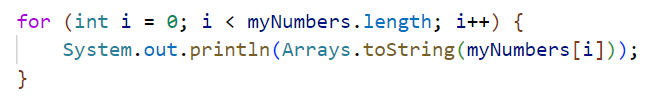 for (int i = 0; i < myNumbers.length; i++) {
    System.out.println(Arrays.toString(myNumbers[i]));
}